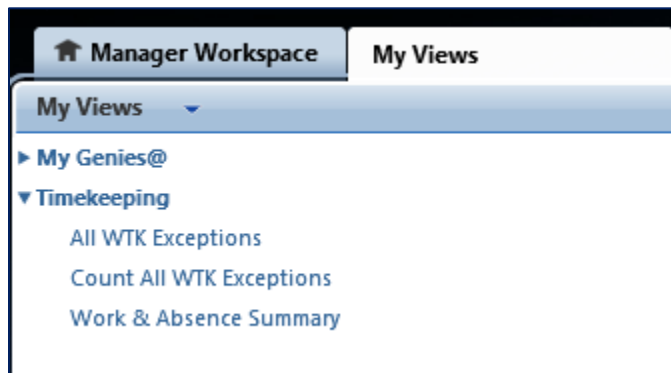 Manager Workspace
My Views
My Views
My Genies@
Timekeeping
All WTK Exceptions
Count All WTK Exceptions
Work & Absence Summary